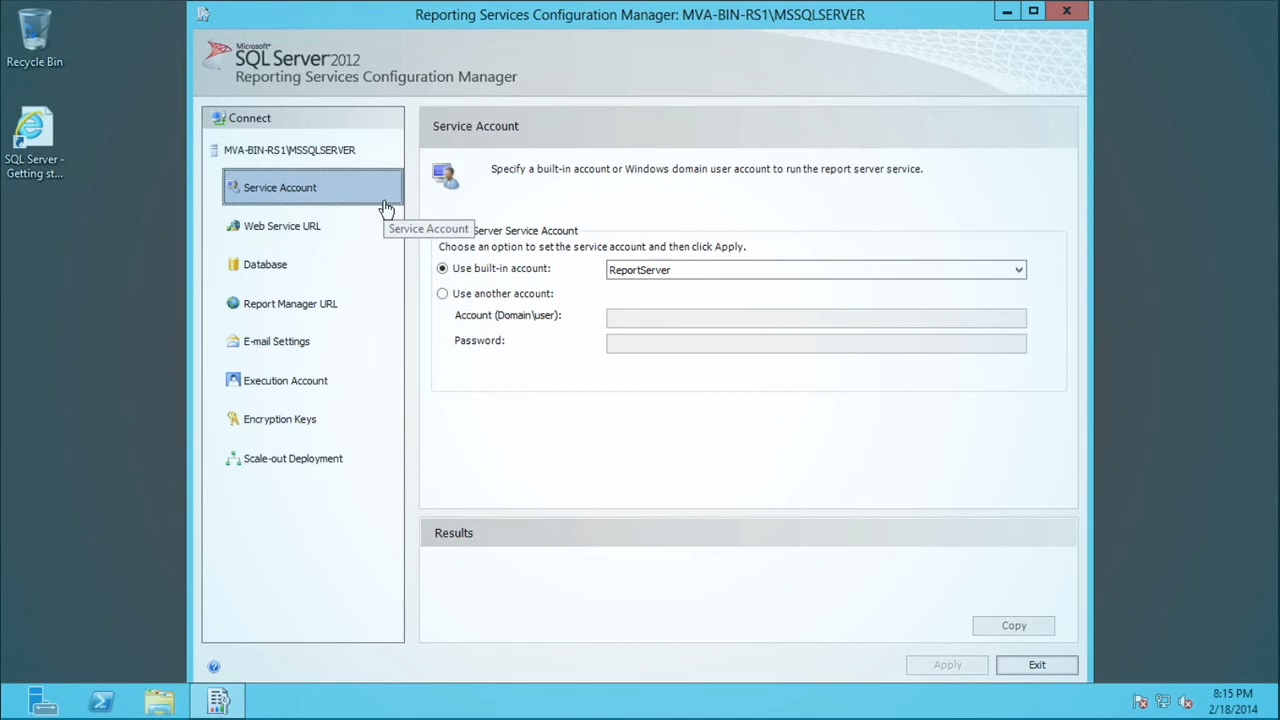 Recycle Bin
SQL Server -
Getting st...
Reporting Services Configuration Manager: MVA-BIN-RS1\MSSQLSERVER
Microsoft
SQL Server 2012
Reporting Services Configuration Manager
Connect
MVA-BIN-RS1\MSSQLSERVER
Service Account
Web Service URL
Database
Report Manager URL
E-mail Settings
Execution Account
Encryption Keys
Scale-out Deployment
Service Account
Specify a built-in account or Windows domain user account to run the report server service.
Service Account
Server Service Account
Choose an option to set the service account and then click Apply.
Use built-in account:
ReportServer
Use another account:
Account (Domain\user):
Password:
Results
Copy
Apply
Exit
8:15 PM
2/18/2014